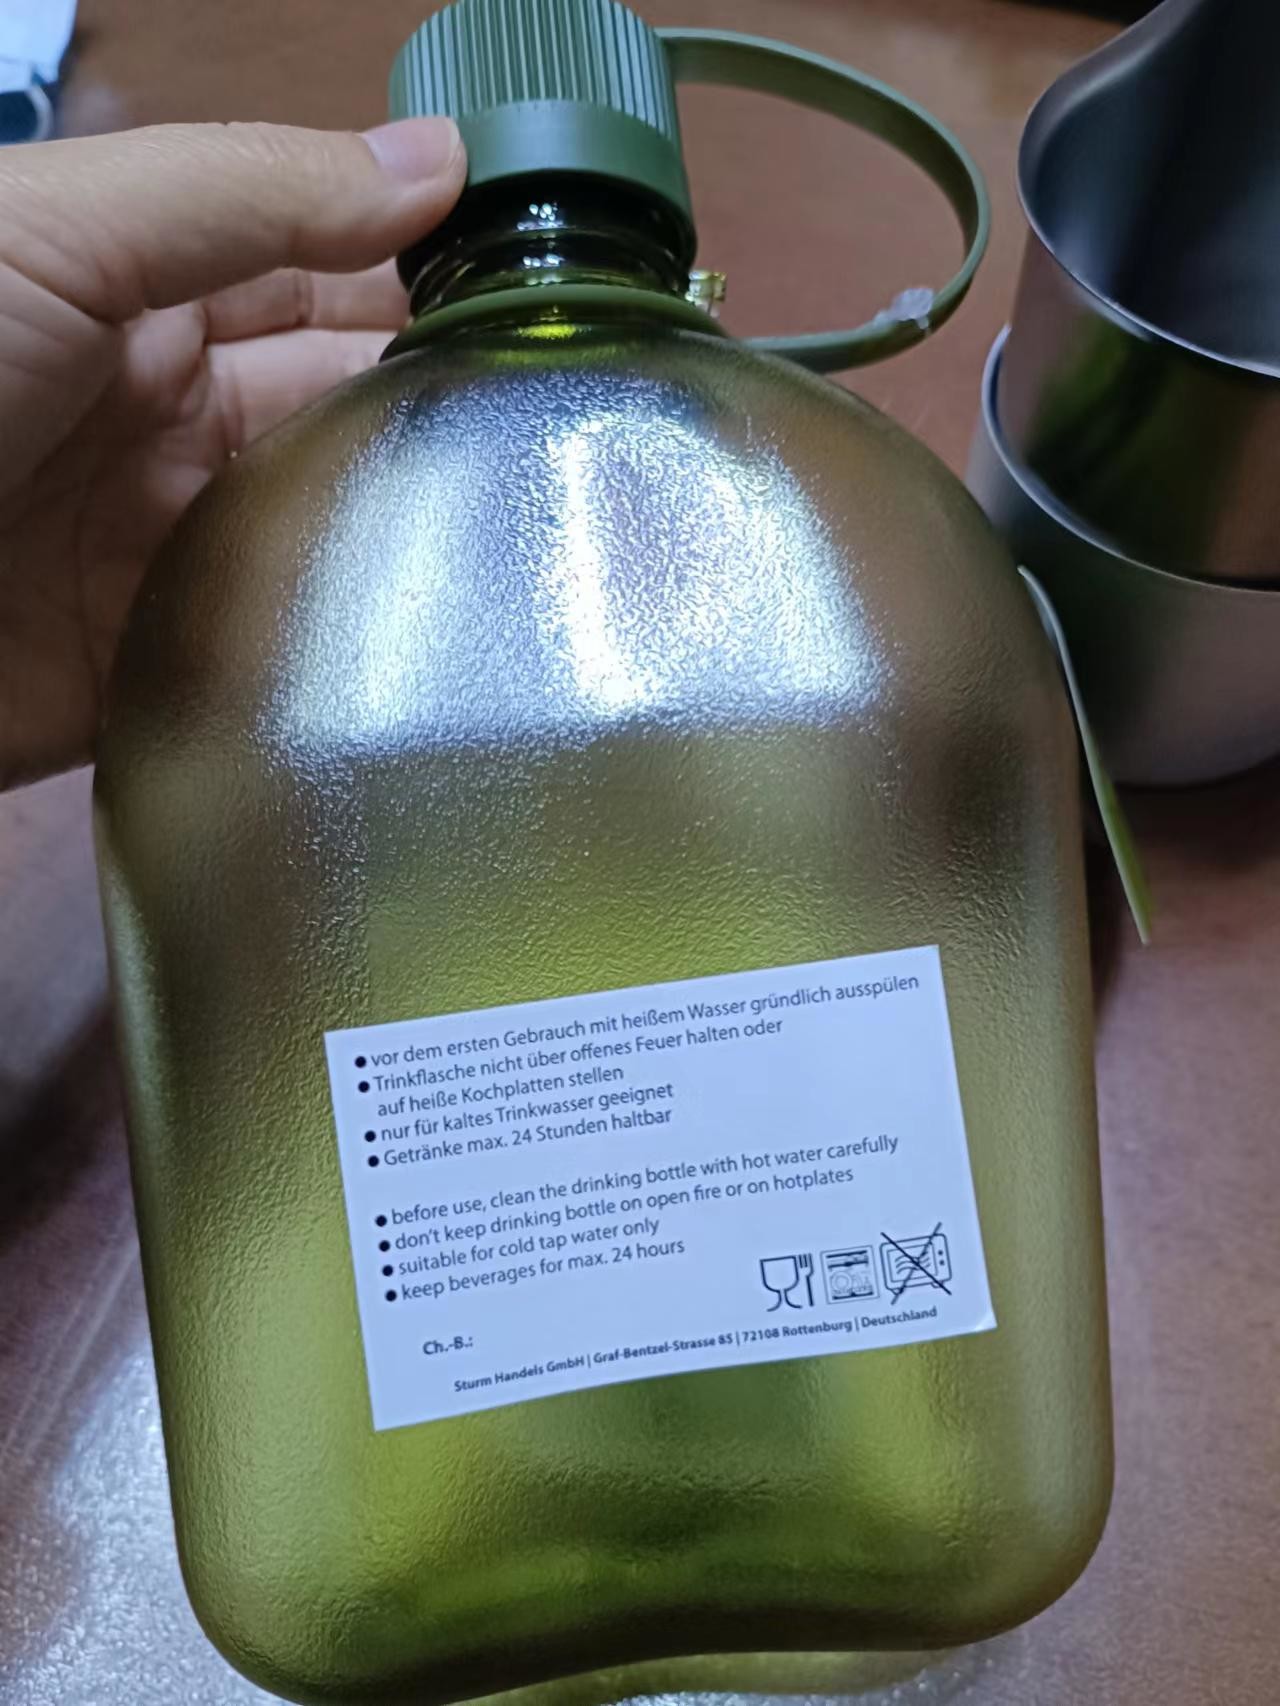 ● vor dem ersten Gebrauch mit heißem Wasser gründlich ausspülen
● Trinkflasche nicht über offenes Feuer halten oder
auf heiße Kochplatten stellen
● nur für kaltes Trinkwasser geeignet
● Getränke max. 24 Stunden haltbar
● before use, clean the drinking bottle with hot water carefully
● don't keep drinking bottle on open fire or on hotplates
● suitable for cold tap water only
● keep beverages for max. 24 hours
Ch.-B.:
Sturm Handels GmbH | Graf-Bentzel-Strasse 85 | 72108 Rottenburg | Deutschland